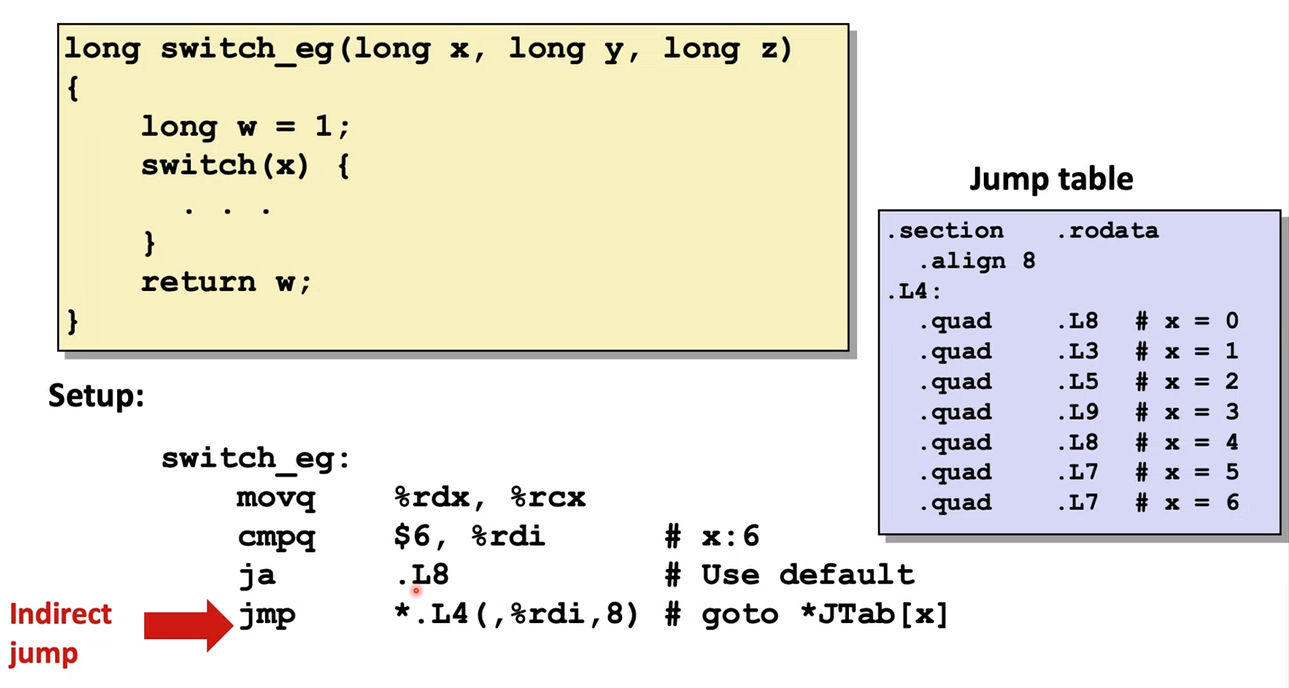 long switch_eg(long x, long y, long z)
{
    long w = 1;
    switch(x) {
      . . .
    }
    return w;
}
Jump table
.section   .rodata
  .align 8
.L4:
  .quad    .L8  # x = 0
  .quad    .L3  # x = 1
  .quad    .L5  # x = 2
  .quad    .L9  # x = 3
  .quad    .L8  # x = 4
  .quad    .L7  # x = 5
  .quad    .L7  # x = 6
Setup:
switch_eg:
    movq    %rdx, %rcx
    cmpq    $6, %rdi      # x:6
    ja      .L8           # Use default
    jmp     *.L4(,%rdi,8) # goto *JTab[x]
Indirect
jump